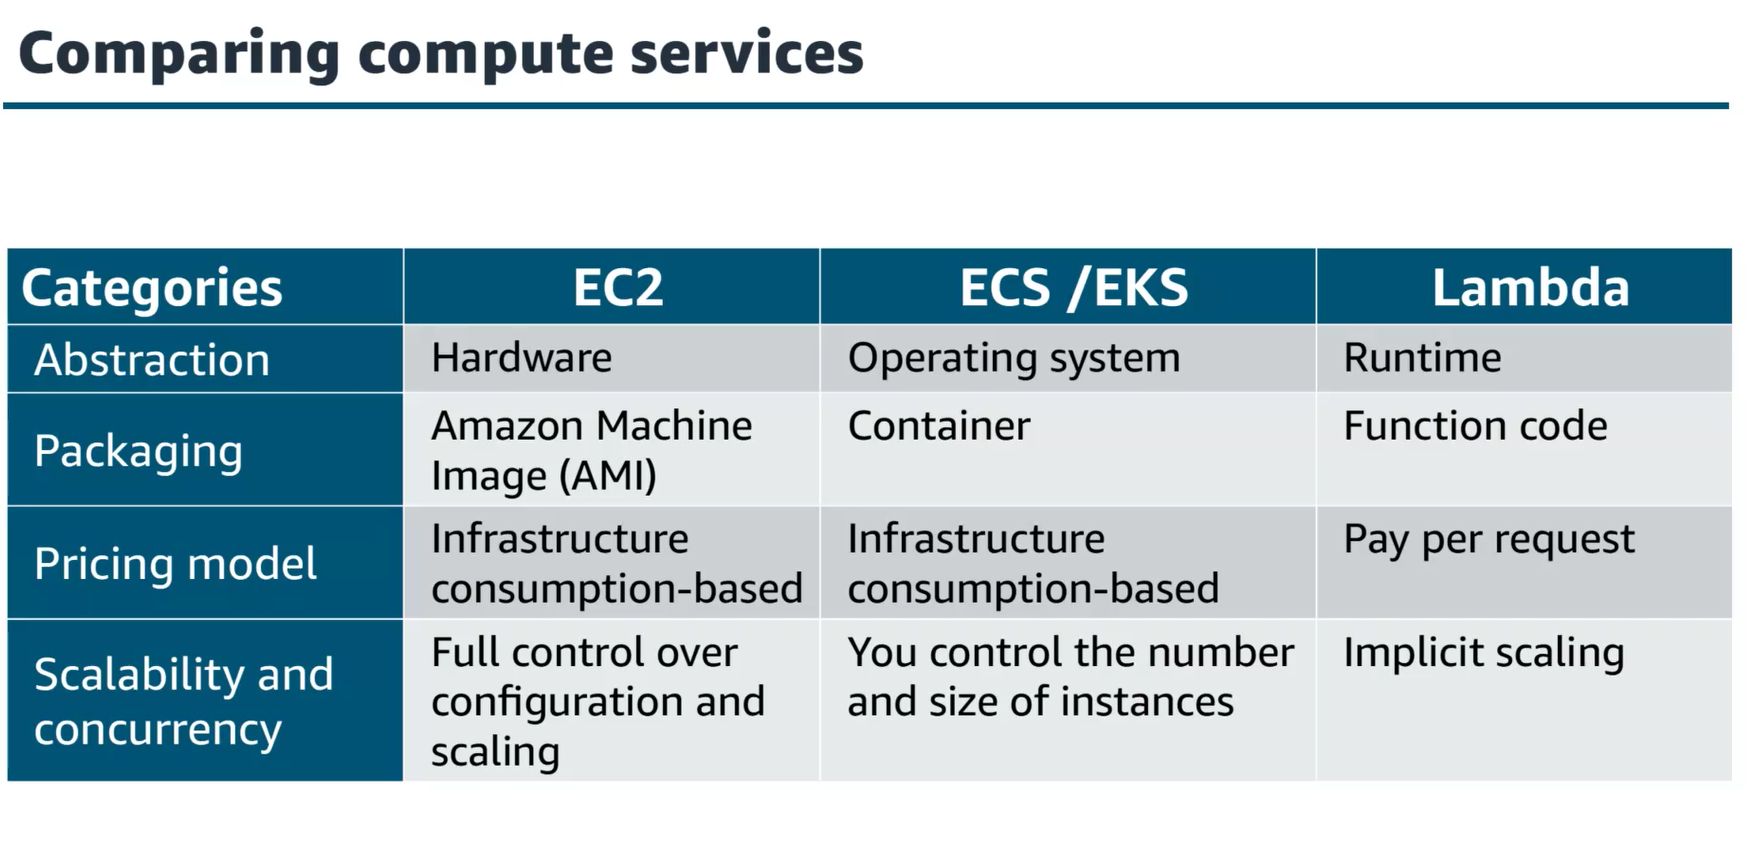 Comparing compute services
Categories EC2 ECS /EKS Lambda
Abstraction Hardware Operating system Runtime
Packaging Amazon Machine Image (AMI) Container Function code
Pricing model Infrastructure consumption-based Infrastructure consumption-based Pay per request
Scalability and concurrency Full control over configuration and scaling You control the number and size of instances Implicit scaling